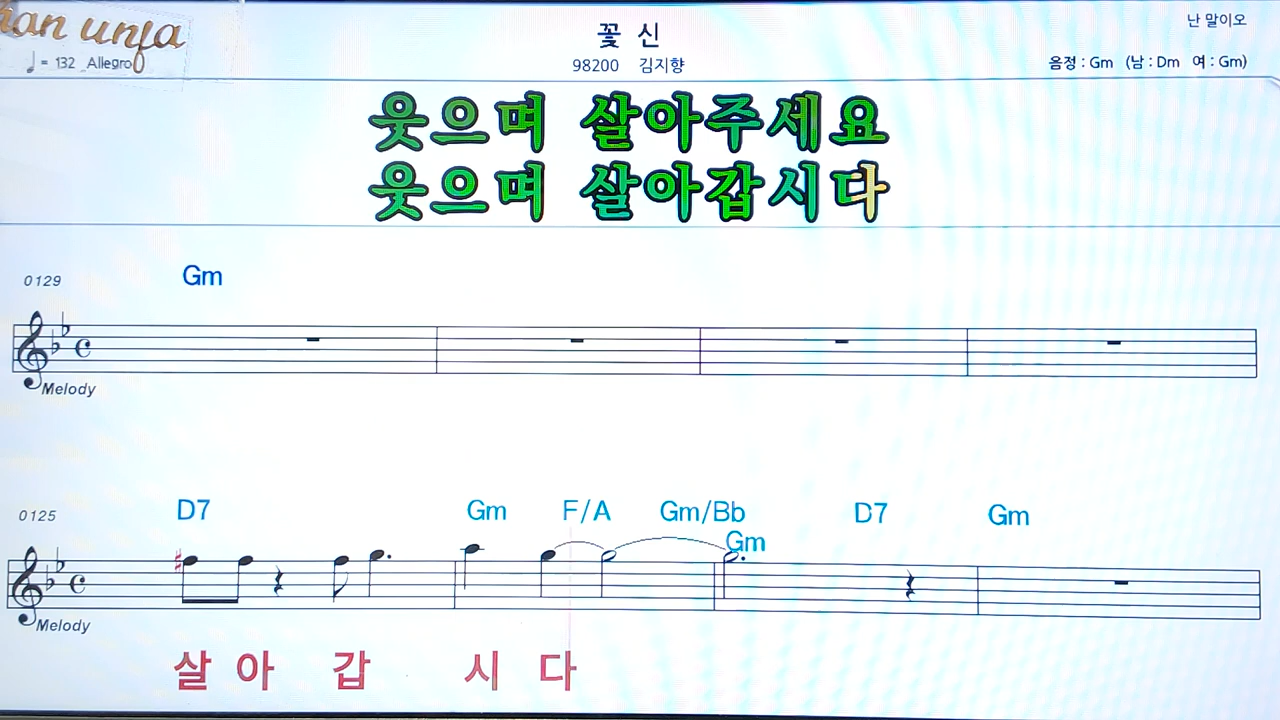 꽃 신
난 말이오
♩ = 132 Allegro
98200 김지향
음정 : Gm (남 : Dm 여 : Gm)
웃으며 살아주세요
웃으며 살아갑시다
0129
Gm
Melody
0125
D7 Gm F/A Gm/Bb D7 Gm
Gm
Melody
살 아 갑 시 다